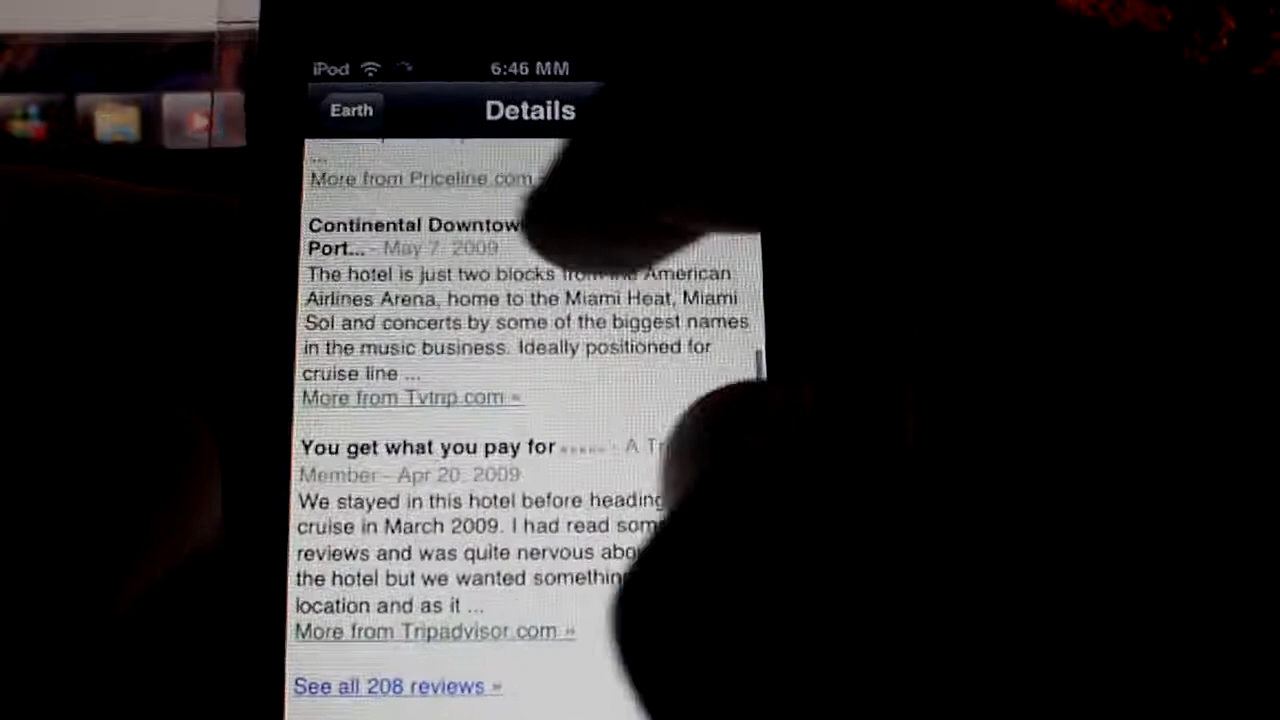 iPod 6:46 MM
Earth Details
...
More from Priceline.com
Continental Downtow
Port... - May 7, 2009
The hotel is just two blocks from the American
Airlines Arena, home to the Miami Heat, Miami
Sol and concerts by some of the biggest names
in the music business. Ideally positioned for
cruise line ...
More from Tvtrip.com »
You get what you pay for ***** - A Tr
Member - Apr 20, 2009
We stayed in this hotel before heading
cruise in March 2009. I had read som
reviews and was quite nervous abo
the hotel but we wanted somethin
location and as it ...
More from Tripadvisor.com »
See all 208 reviews »